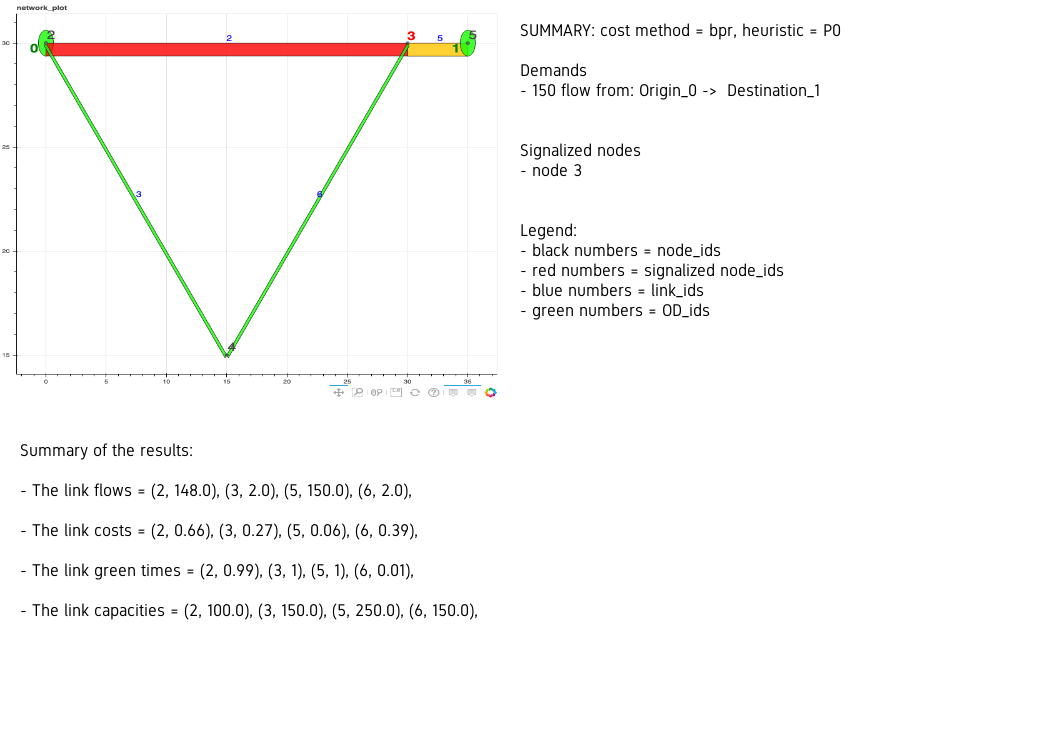 network_plot
2
3
5
30
0
2
5
1
25
3
6
20
4
15
0
5
10
15
20
25
30
35
SUMMARY: cost method = bpr, heuristic = P0
Demands
- 150 flow from: Origin_0 -> Destination_1
Signalized nodes
- node 3
Legend:
- black numbers = node_ids
- red numbers = signalized node_ids
- blue numbers = link_ids
- green numbers = OD_ids
Summary of the results:
- The link flows = (2, 148.0), (3, 2.0), (5, 150.0), (6, 2.0),
- The link costs = (2, 0.66), (3, 0.27), (5, 0.06), (6, 0.39),
- The link green times = (2, 0.99), (3, 1), (5, 1), (6, 0.01),
- The link capacities = (2, 100.0), (3, 150.0), (5, 250.0), (6, 150.0),